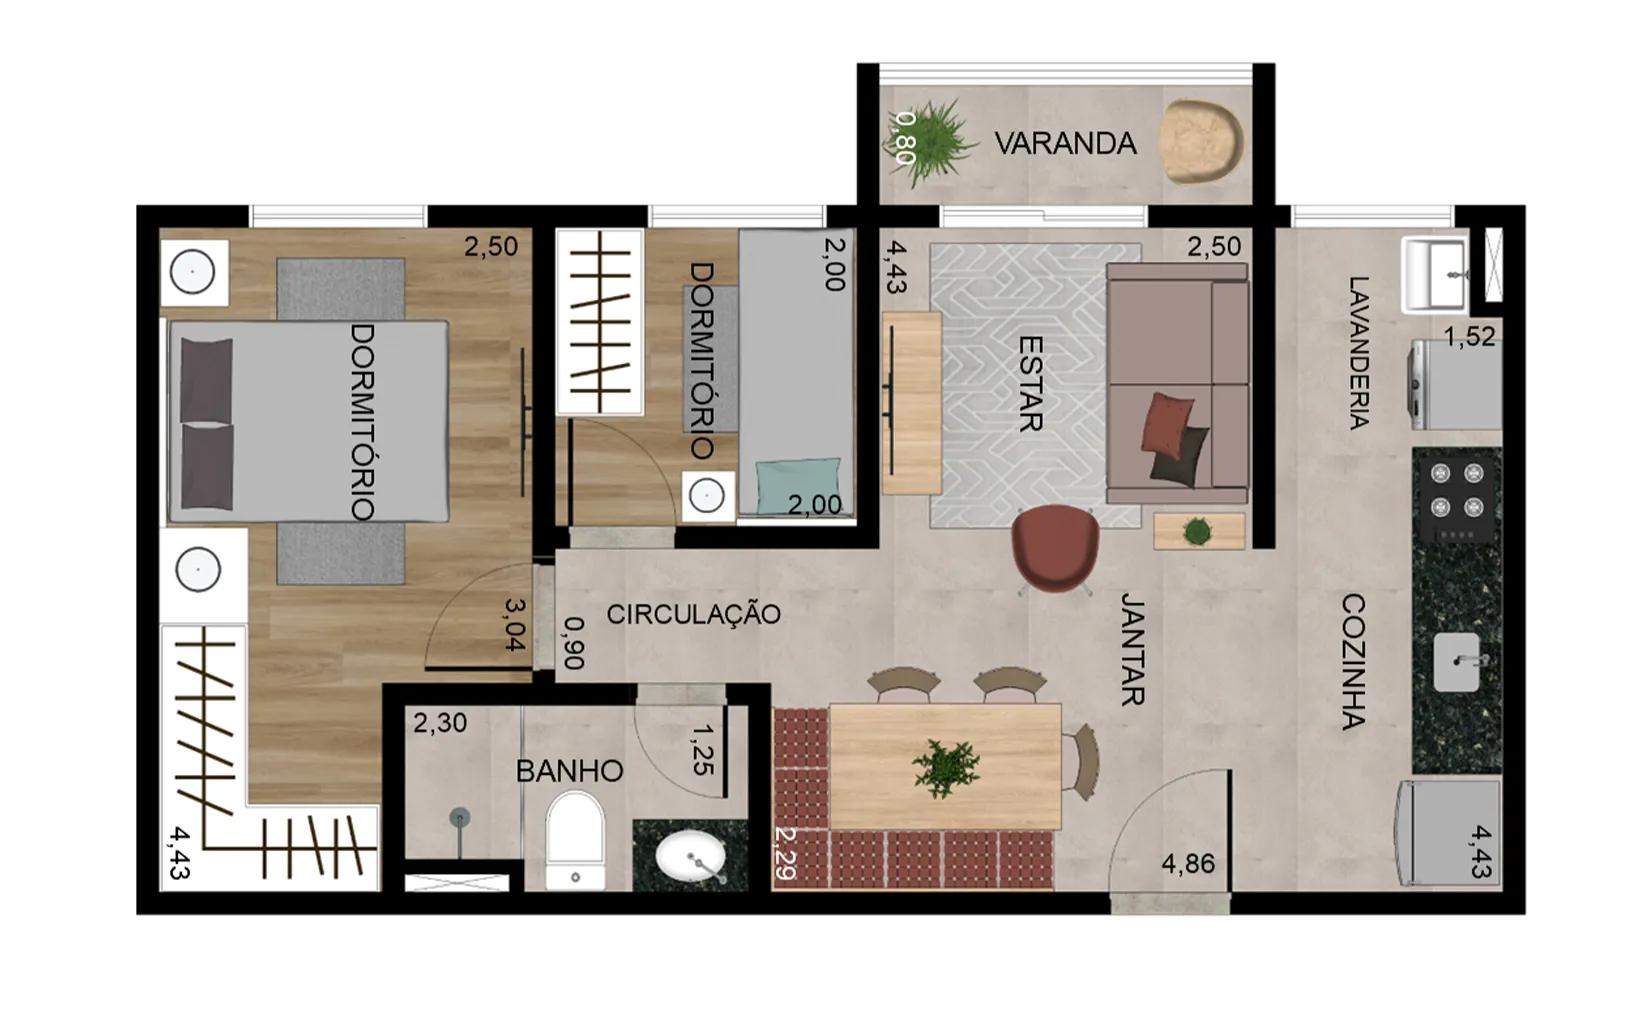 0,80
VARANDA
2,50
DORMITÓRIO
3,04
4,43
DORMITÓRIO
2,00
2,00
4,43
2,50
ESTAR
LAVANDERIA
1,52
CIRCULAÇÃO
0,90
JANTAR
COZINHA
2,30
BANHO
1,25
2,29
4,86
4,43